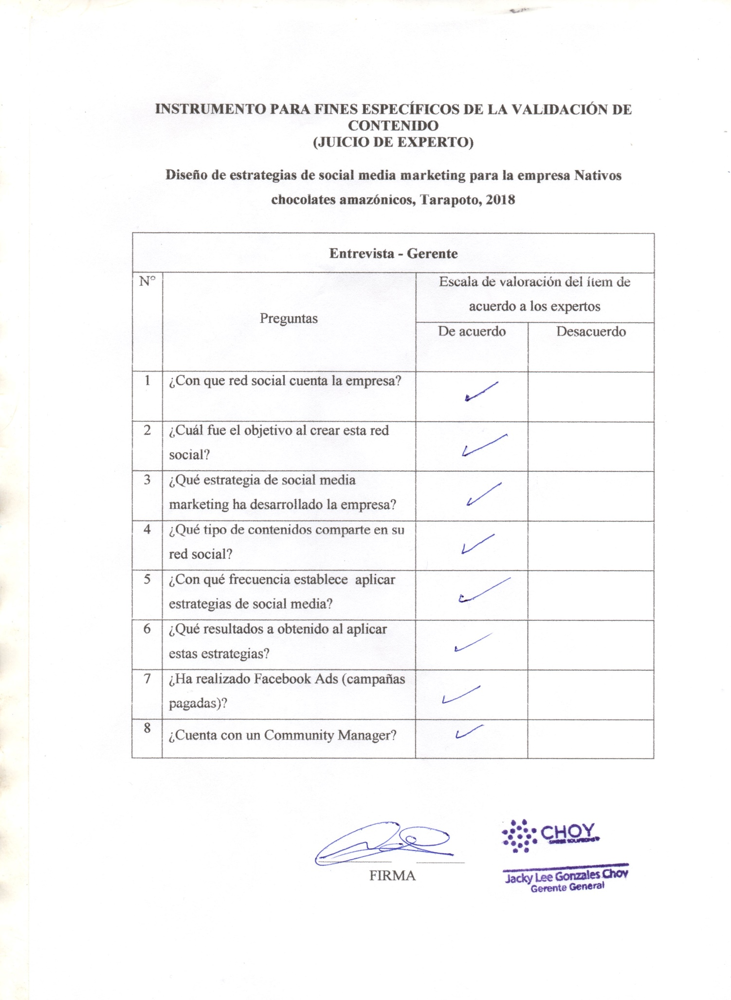 INSTRUMENTO PARA FINES ESPECÍFICOS DE LA VALIDACIÓN DE
CONTENIDO
(JUICIO DE EXPERTO)
Diseño de estrategias de social media marketing para la empresa Nativos
chocolates amazónicos, Tarapoto, 2018
Entrevista - Gerente
N°
Preguntas
Escala de valoración del ítem de
acuerdo a los expertos
De acuerdo
Desacuerdo
1
¿Con que red social cuenta la empresa?
2
¿Cuál fue el objetivo al crear esta red
social?
3
¿Qué estrategia de social media
marketing ha desarrollado la empresa?
4
¿Qué tipo de contenidos comparte en su
red social?
5
¿Con qué frecuencia establece  aplicar
estrategias de social media?
6
¿Qué resultados a obtenido al aplicar
estas estrategias?
7
¿Ha realizado Facebook Ads (campañas
pagadas)?
8
¿Cuenta con un Community Manager?
FIRMA
CHOY
SOLUTIONS
Jacky Lee Gonzales Choy
Gerente General